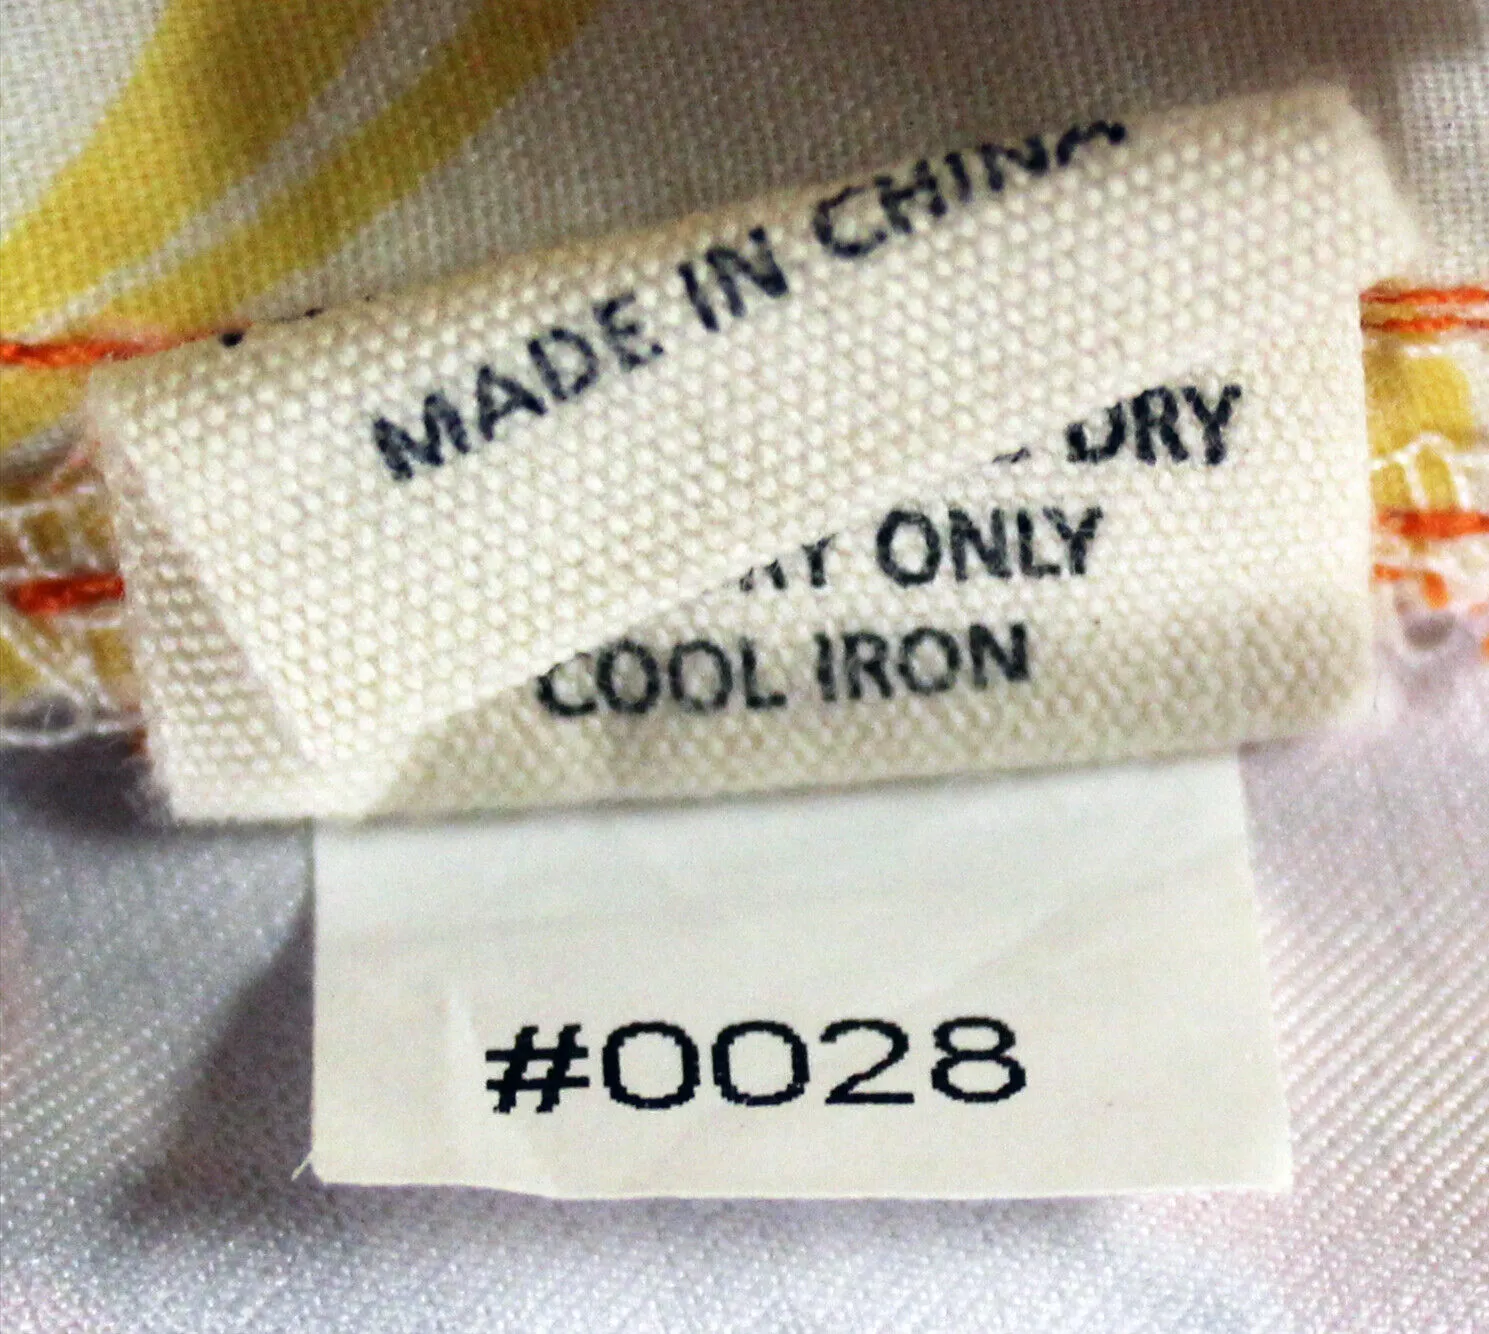 MADE IN CHINA
DRY
ONLY
COOL IRON
#0028